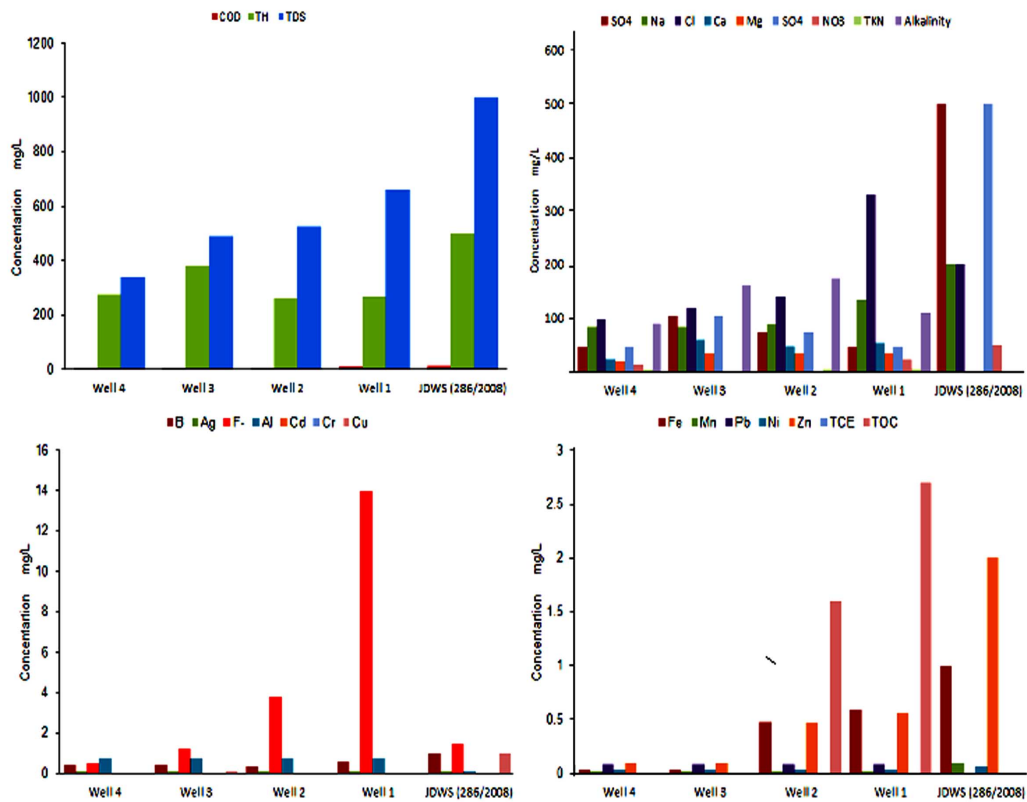 COD TH TDS
1200
1000
800
600
400
200
0
Concentartion mg/L
Well 4 Well 3 Well 2 Well 1 JDWS (286/2008)
SO4 Na Cl Ca Mg SO4 NO3 TKN Alkalinity
600
500
400
300
200
100
Concentartion mg/L
Well 4 Well 3 Well 2 Well 1 JDWS (286/2008)
B Ag F- Al Cd Cr Cu
16
14
12
10
8
6
4
2
0
Concentartion mg/L
Well 4 Well 3 Well 2 Well 1 JDWS (286/2008)
Fe Mn Pb Ni Zn TCE TOC
3
2.5
2
1.5
1
0.5
0
Concentartion mg/L
Well 4 Well 3 Well 2 Well 1 JDWS (286/2008)